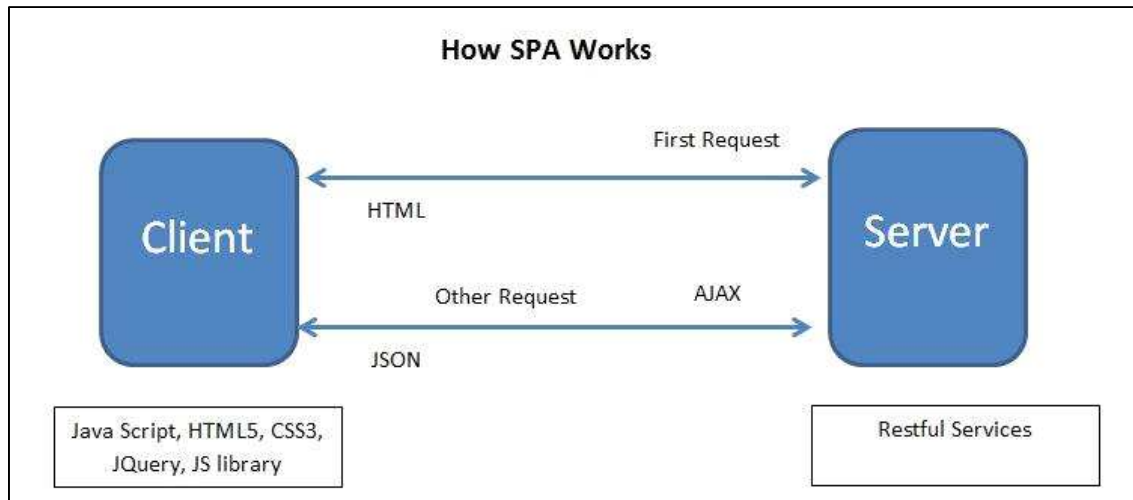 How SPA Works
First Request
Client
Server
HTML
Other Request
AJAX
JSON
Java Script, HTML5, CSS3,
JQuery, JS library
Restful Services